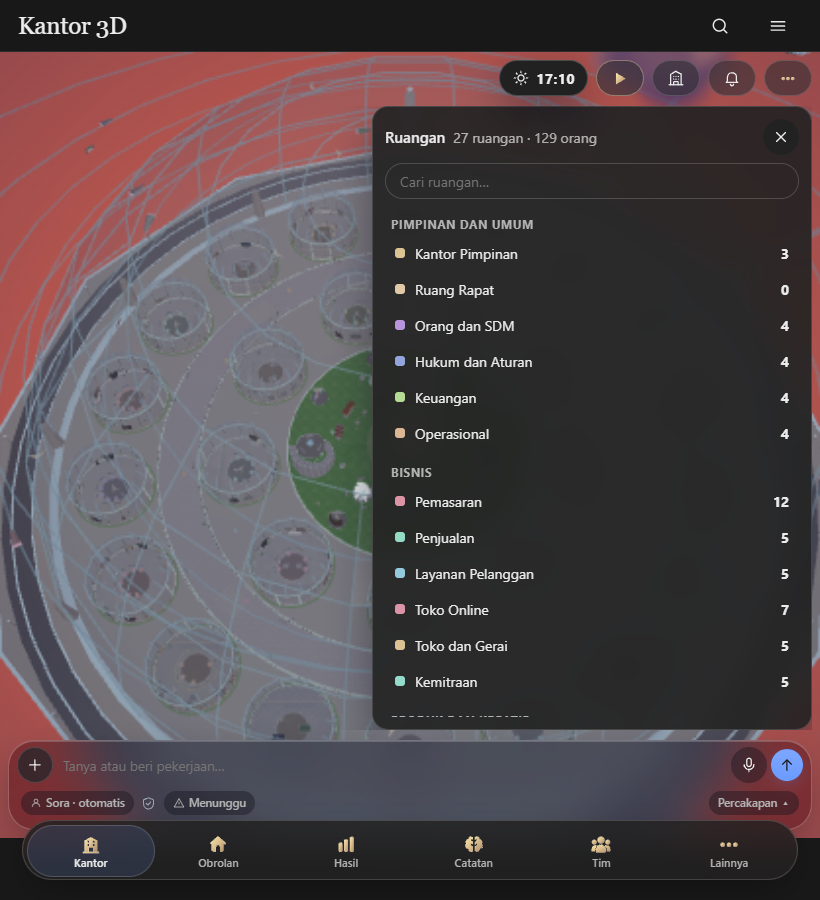 Kantor 3D
17:10
Ruangan 27 ruangan · 129 orang
Cari ruangan...
PIMPINAN DAN UMUM
Kantor Pimpinan 3
Ruang Rapat 0
Orang dan SDM 4
Hukum dan Aturan 4
Keuangan 4
Operasional 4
BISNIS
Pemasaran 12
Penjualan 5
Layanan Pelanggan 5
Toko Online 7
Toko dan Gerai 5
Kemitraan 5
Tanya atau beri pekerjaan...
Sora · otomatis Menunggu Percakapan
Kantor Obrolan Hasil Catatan Tim Lainnya